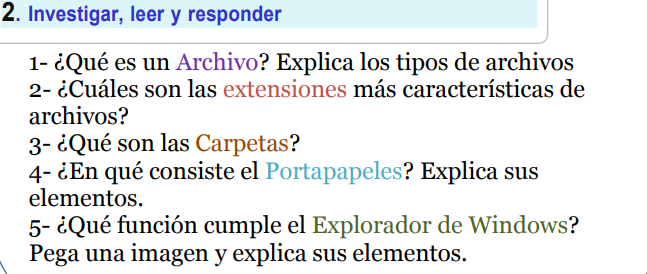 2. Investigar, leer y responder
1- ¿Qué es un Archivo? Explica los tipos de archivos
2- ¿Cuáles son las extensiones más características de
archivos?
3- ¿Qué son las Carpetas?
4- ¿En qué consiste el Portapapeles? Explica sus
elementos.
5- ¿Qué función cumple el Explorador de Windows?
Pega una imagen y explica sus elementos.